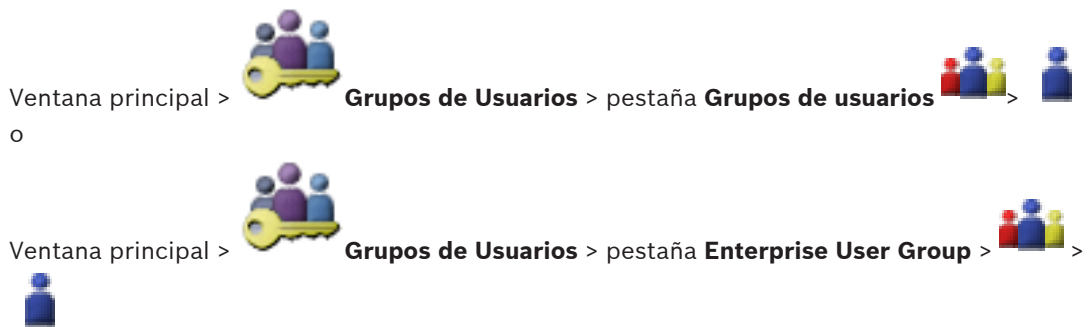 Ventana principal > Grupos de Usuarios > pestaña Grupos de usuarios >
o
Ventana principal > Grupos de Usuarios > pestaña Enterprise User Group > >